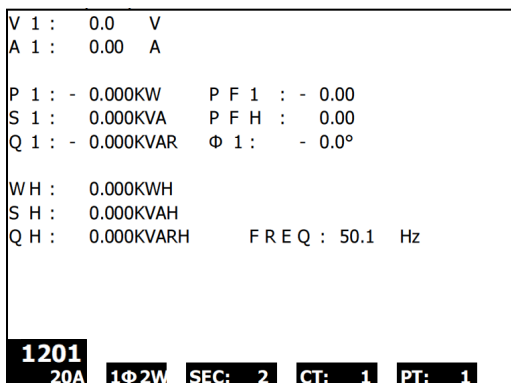 V 1 : 0.0 V
A 1 : 0.00 A
P 1 : - 0.000KW P F 1 : - 0.00
S 1 : 0.000KVA P F H : 0.00
Q 1 : - 0.000KVAR Φ 1 : - 0.0°
W H : 0.000KWH
S H : 0.000KVAH
Q H : 0.000KVARH F R E Q : 50.1 Hz
1201
20A 1Φ2W SEC: 2 CT: 1 PT: 1